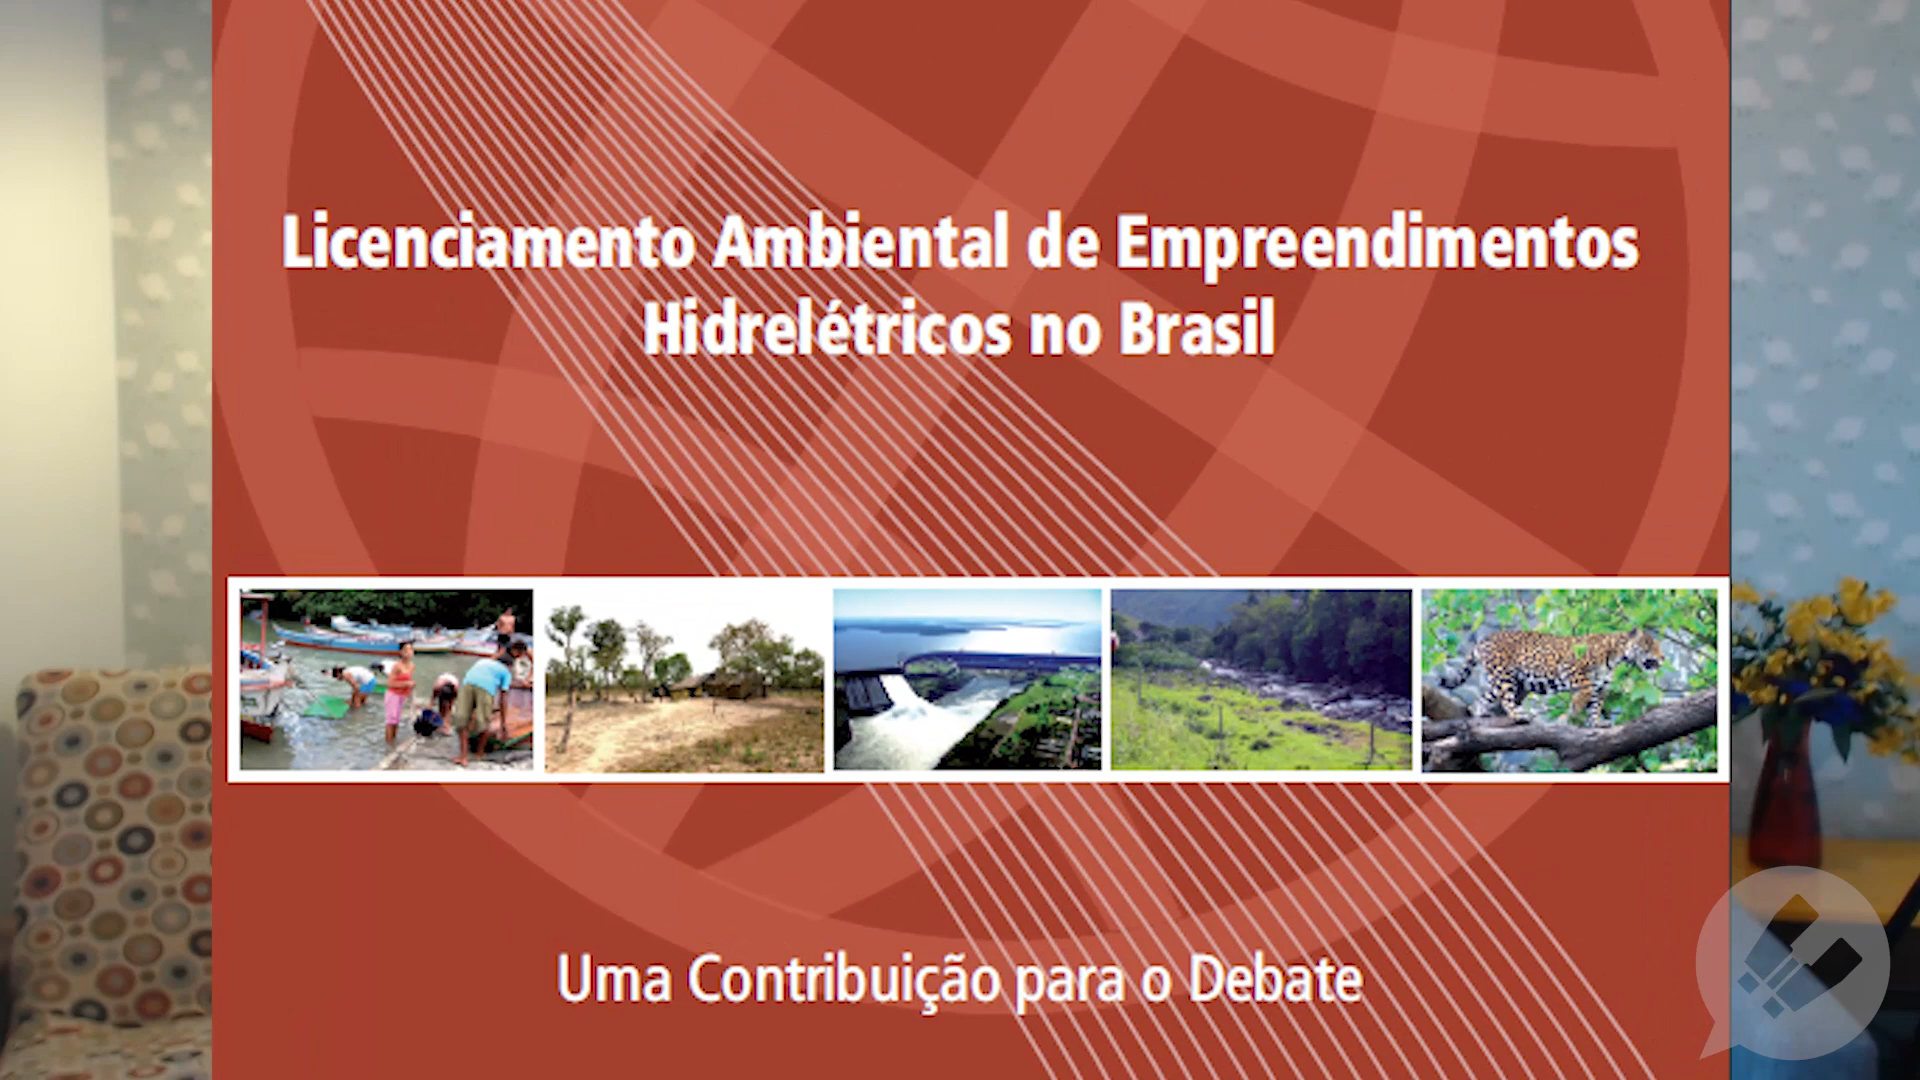 Licenciamento Ambiental de Empreendimentos
Hidrelétricos no Brasil
Uma Contribuição para o Debate